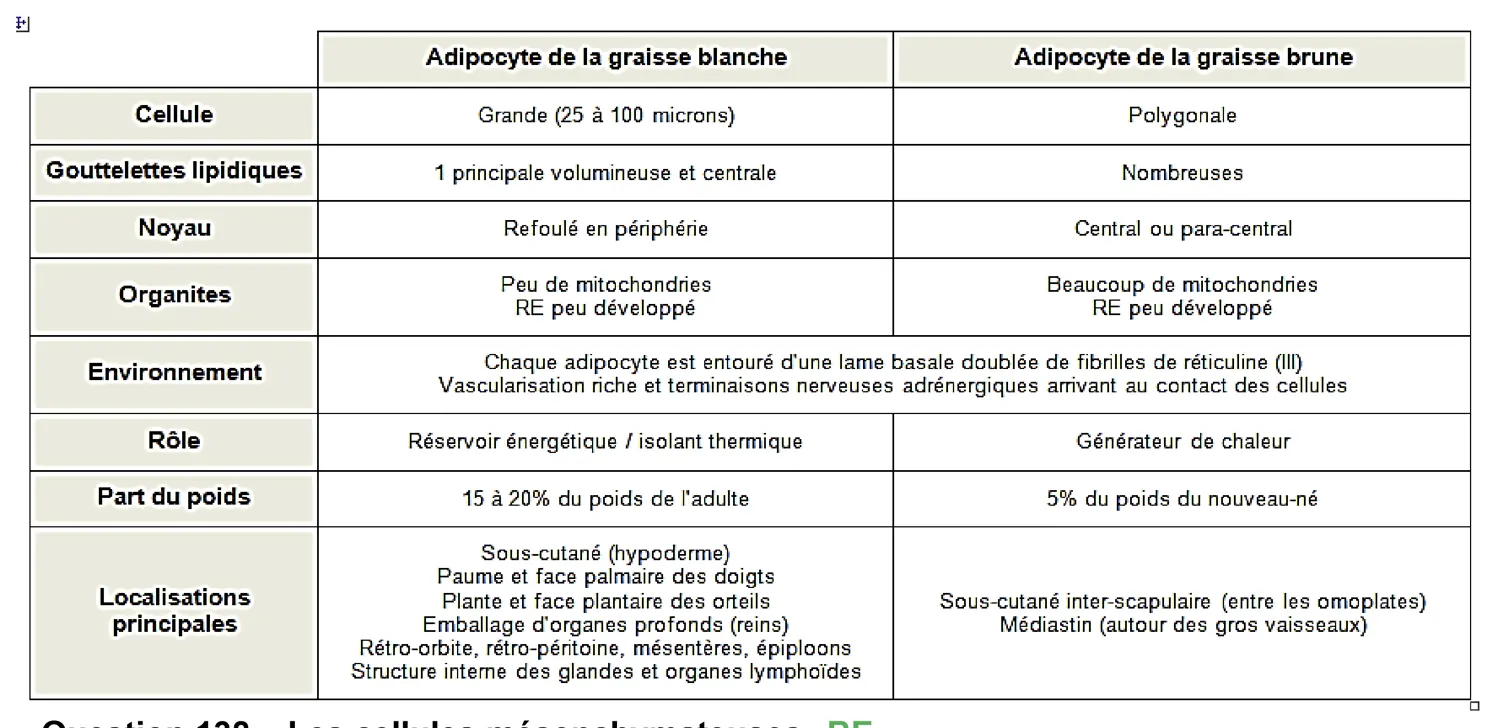 Adipocyte de la graisse blanche
Adipocyte de la graisse brune
Cellule
Grande (25 à 100 microns)
Polygonale
Gouttelettes lipidiques
1 principale volumineuse et centrale
Nombreuses
Noyau
Refoulé en périphérie
Central ou para-central
Organites
Peu de mitochondries
RE peu développé
Beaucoup de mitochondries
RE peu développé
Environnement
Chaque adipocyte est entouré d'une lame basale doublée de fibrilles de réticuline (III)
Vascularisation riche et terminaisons nerveuses adrénergiques arrivant au contact des cellules
Rôle
Réservoir énergétique / isolant thermique
Générateur de chaleur
Part du poids
15 à 20% du poids de l'adulte
5% du poids du nouveau-né
Localisations
principales
Sous-cutané (hypoderme)
Paume et face palmaire des doigts
Plante et face plantaire des orteils
Emballage d'organes profonds (reins)
Rétro-orbite, rétro-péritoine, mésentères, épiploons
Structure interne des glandes et organes lymphoïdes
Sous-cutané inter-scapulaire (entre les omoplates)
Médiastin (autour des gros vaisseaux)